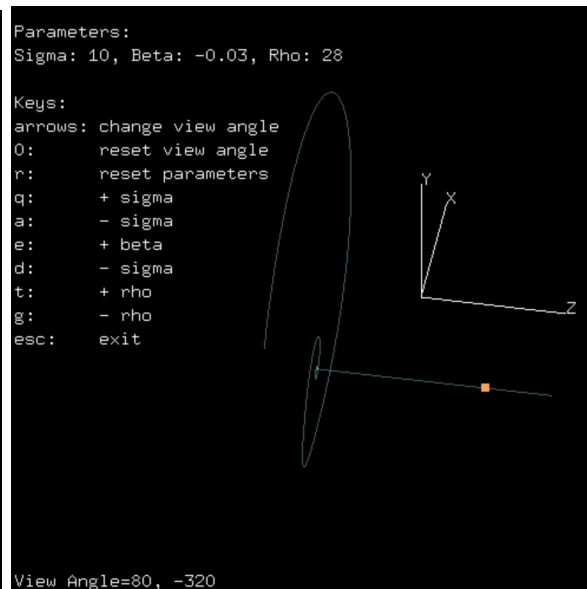 Parameters:
Sigma: 10, Beta: -0.03, Rho: 28
Keys:
arrows: change view angle
0: reset view angle
r: reset parameters
q: + sigma
a: - sigma
e: + beta
d: - sigma
t: + rho
g: - rho
esc: exit
Y
X
Z
View Angle=80, -320